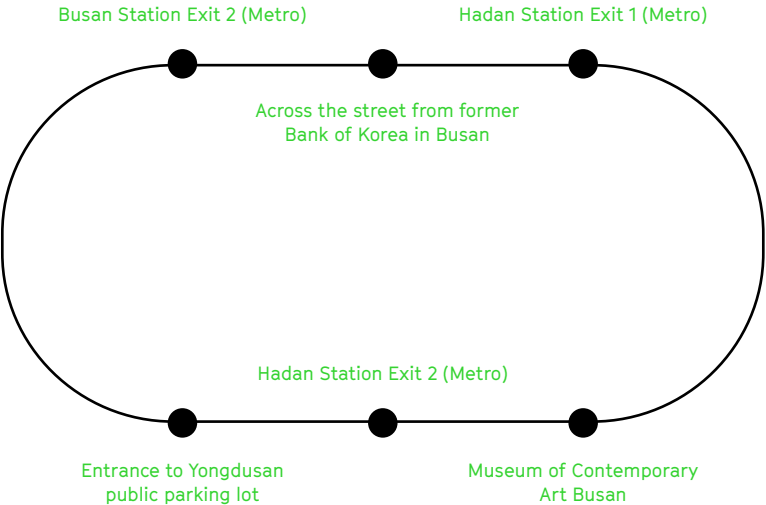 Busan Station Exit 2 (Metro)
Hadan Station Exit 1 (Metro)
Across the street from former
Bank of Korea in Busan
Hadan Station Exit 2 (Metro)
Entrance to Yongdusan
public parking lot
Museum of Contemporary
Art Busan